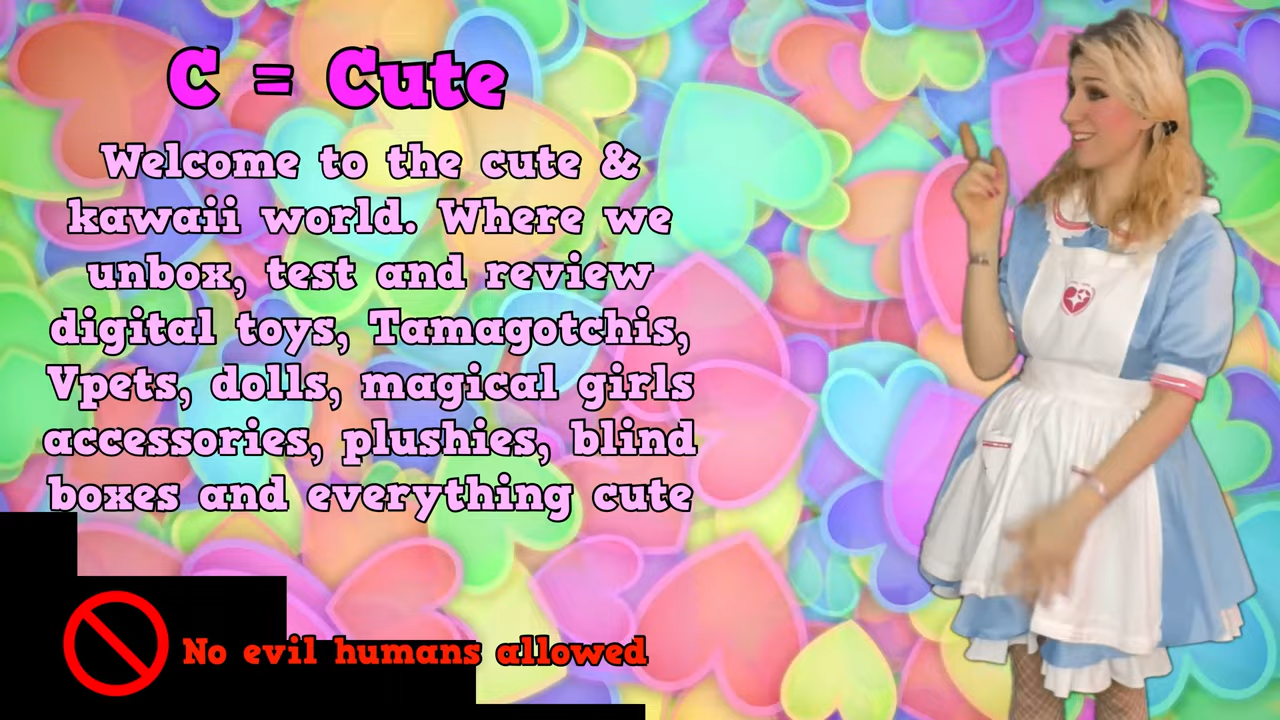 C = Cute
Welcome to the cute &
kawaii world. Where we
unbox, test and review
digital toys, Tamagotchis,
Vpets, dolls, magical girls
accessories, plushies, blind
boxes and everything cute
No evil humans allowed